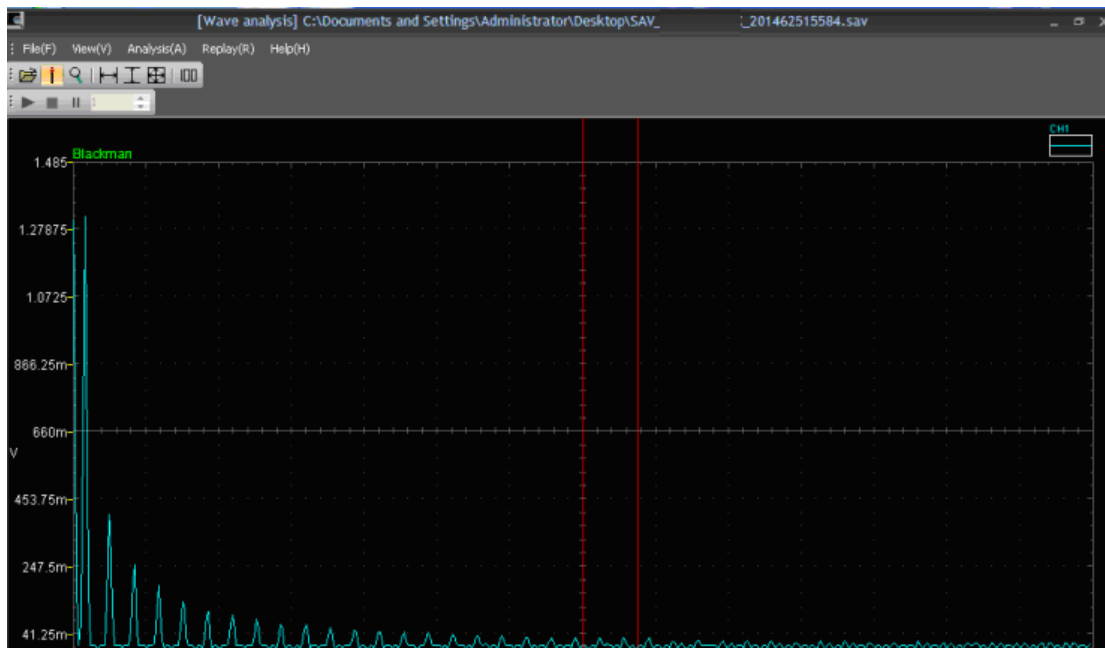 [Wave analysis] C:\Documents and Settings\Administrator\Desktop\SAV_ _201462515584.sav
File(F) View(V) Analysis(A) Replay(R) Help(H)
100
CH1
Blackman
1.485
1.27875
1.0725
866.25m
660m
V
453.75m
247.5m
41.25m